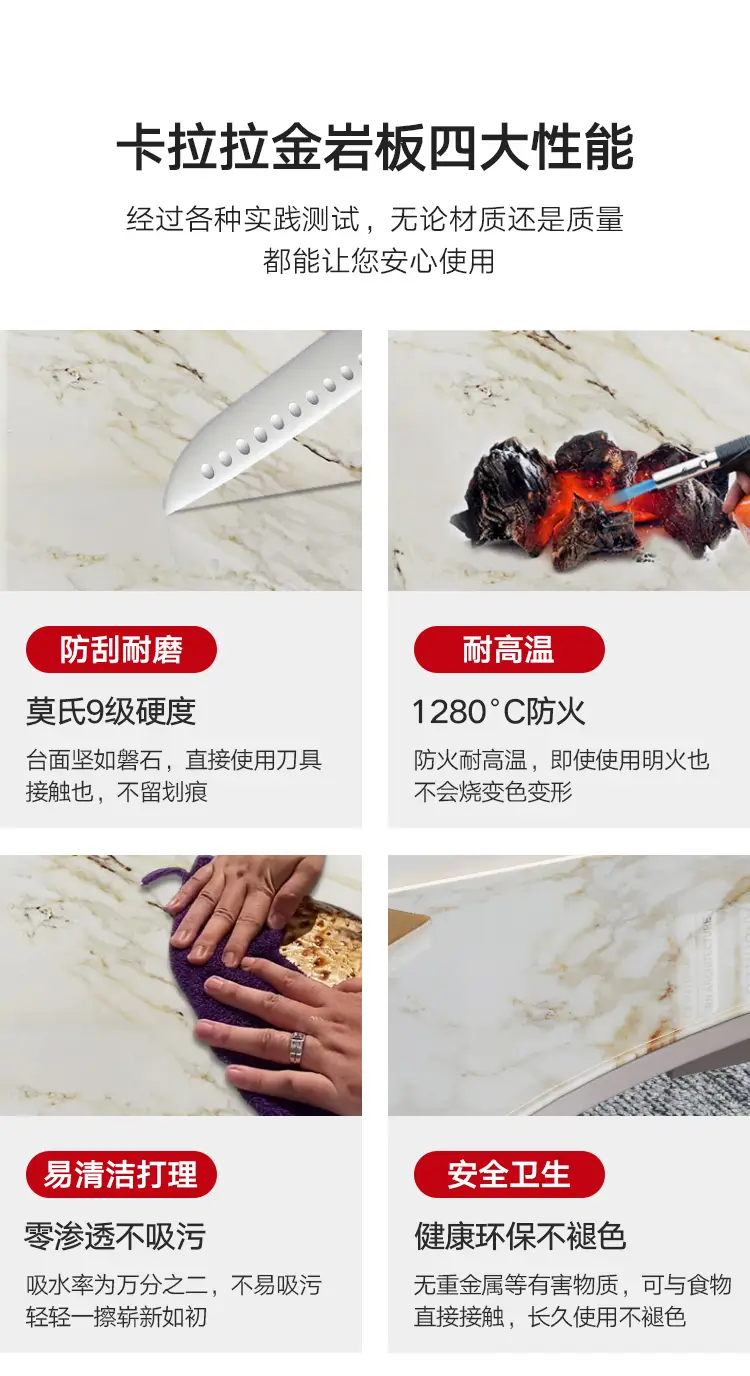 卡拉拉金岩板四大性能
经过各种实践测试，无论材质还是质量
都能让您安心使用
防刮耐磨
莫氏9级硬度
台面坚如磐石，直接使用刀具
接触也，不留划痕
耐高温
1280°C防火
防火耐高温，即使使用明火也
不会烧变色变形
易清洁打理
零渗透不吸污
吸水率为万分之二，不易吸污
轻轻一擦崭新如初
安全卫生
健康环保不褪色
无重金属等有害物质，可与食物
直接接触，长久使用不褪色